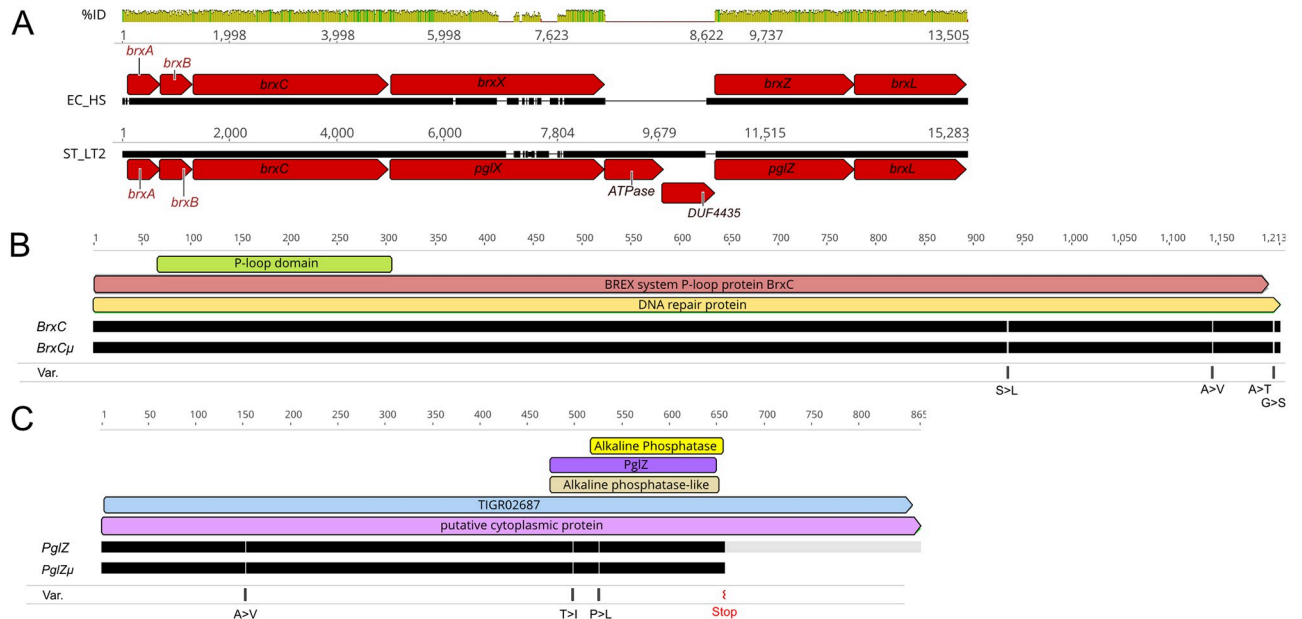 A
%ID
1 1,998 3,998 5,998 7,623 8,622 9,737 13,505
brxA
brxB
brxC brxX brxZ brxL
EC_HS
1 2,000 4,000 6,000 7,804 9,679 11,515 15,283
ST_LT2
brxC pglX pglZ brxL
brxA brxB ATPase
DUF4435
B
1 50 100 150 200 250 300 350 400 450 500 550 600 650 700 750 800 850 900 950 1,000 1,050 1,100 1,150 1,213
P-loop domain
BREX system P-loop protein BrxC
DNA repair protein
BrxC
BrxCμ
Var.
S>L A>V A>T
G>S
C
1 50 100 150 200 250 300 350 400 450 500 550 600 650 700 750 800 865
Alkaline Phosphatase
PglZ
Alkaline phosphatase-like
TIGR02687
putative cytoplasmic protein
PglZ
PglZμ
Var.
A>V T>I P>L Stop